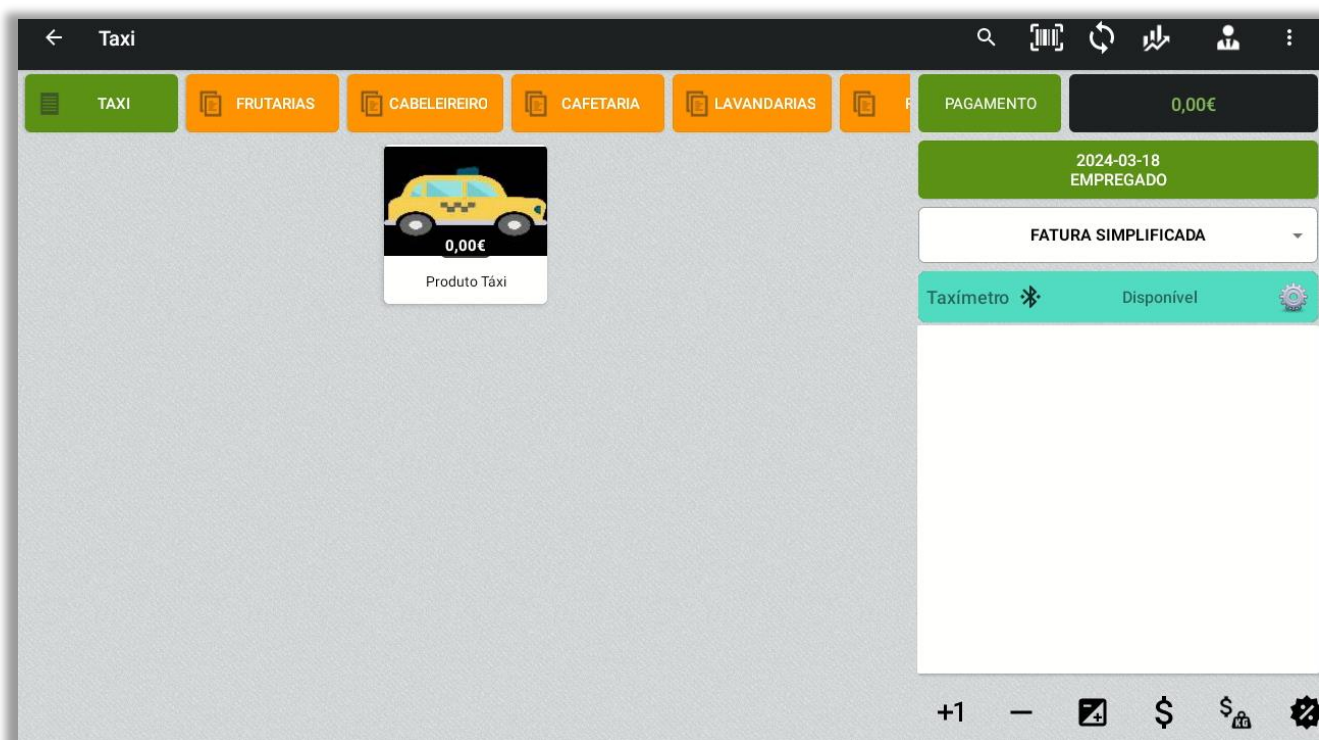 Taxi
TAXI
FRUTARIAS
CABELEIREIRO
CAFETARIA
LAVANDARIAS
PAGAMENTO
0,00€
2024-03-18
EMPREGADO
FATURA SIMPLIFICADA
Taxímetro
Disponível
0,00€
Produto Táxi
+1
$
$
KG